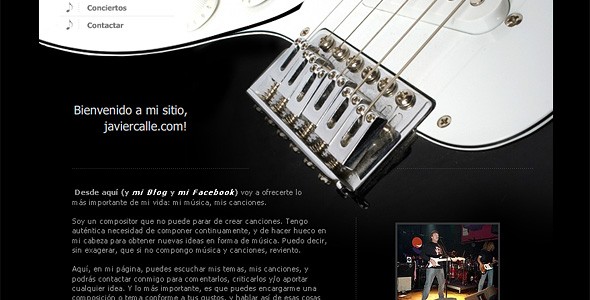 Conciertos
Contactar
Bienvenido a mi sitio,
javiercalle.com!
Desde aquí (y mi Blog y mi Facebook) voy a ofrecerte lo
más importante de mi vida: mi música, mis canciones.
Soy un compositor que no puede parar de crear canciones. Tengo
auténtica necesidad de componer continuamente, y de hacer hueco en
mi cabeza para obtener nuevas ideas en forma de música. Puedo decir,
sin exagerar, que si no compongo música y canciones, reviento.
Aquí, en mi página, puedes escuchar mis temas, mis canciones, y
podrás contactar conmigo para comentarlos, criticarlos y/o aportar
cualquier idea. Y lo más importante, es que puedes encargarme una
composición o tema conforme a tus gustos, y hablar así de esas cosas